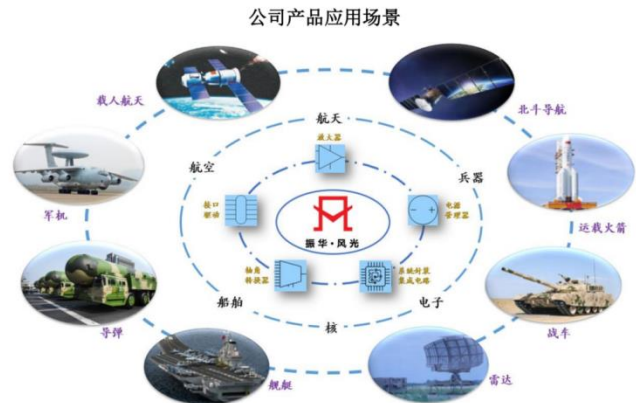 公司产品应用场景
载人航天
北斗导航
航天
放大器
航空
兵器
接口
驱动
电源
管理器
军机
运载火箭
振华·风光
轴角
转换器
系统封装
集成电路
船舶
电子
核
导弹
战车
舰艇
雷达